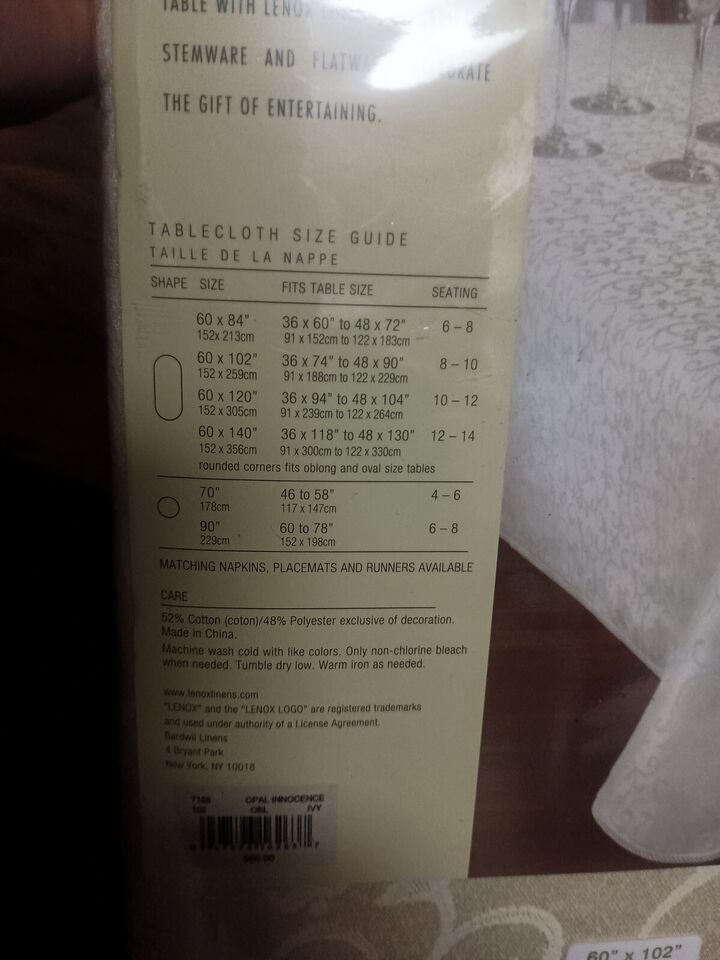 TABLE WITH LENOX
STEMWARE AND
THE GIFT OF ENTERTAINING.
TABLECLOTH SIZE GUIDE
TAILLE DE LA NAPPE
SHAPE SIZE FITS TABLE SIZE SEATING
60 x 84" 36 x 60" to 48 x 72" 6 – 8
152x 213cm 91 x 152cm to 122 x 183cm
60 x 102" 36 x 74" to 48 x 90" 8 – 10
152 x 259cm 91 x 188cm to 122 x 229cm
60 x 120" 36 x 94" to 48 x 104" 10 – 12
152 x 305cm 91 x 239cm to 122 x 264cm
60 x 140" 36 x 118" to 48 x 130" 12 – 14
152 x 356cm 91 x 300cm to 122 x 330cm
rounded corners fits oblong and oval size tables
70" 46 to 58" 4 – 6
178cm 117 x 147cm
90" 60 to 78" 6 – 8
229cm 152 x 198cm
MATCHING NAPKINS, PLACEMATS AND RUNNERS AVAILABLE
CARE
52% Cotton (coton)/48% Polyester exclusive of decoration.
Made in China.
Machine wash cold with like colors. Only non-chlorine bleach
when needed. Tumble dry low. Warm iron as needed.
www.lenoxlinens.com
"LENOX" and the "LENOX LOGO" are registered trademarks
and used under authority of a License Agreement.
Bardwil Linens
4 Bryant Park
New York, NY 10018
OPAL INNOCENCE
OBL IVY
$60.00
60" x 102"